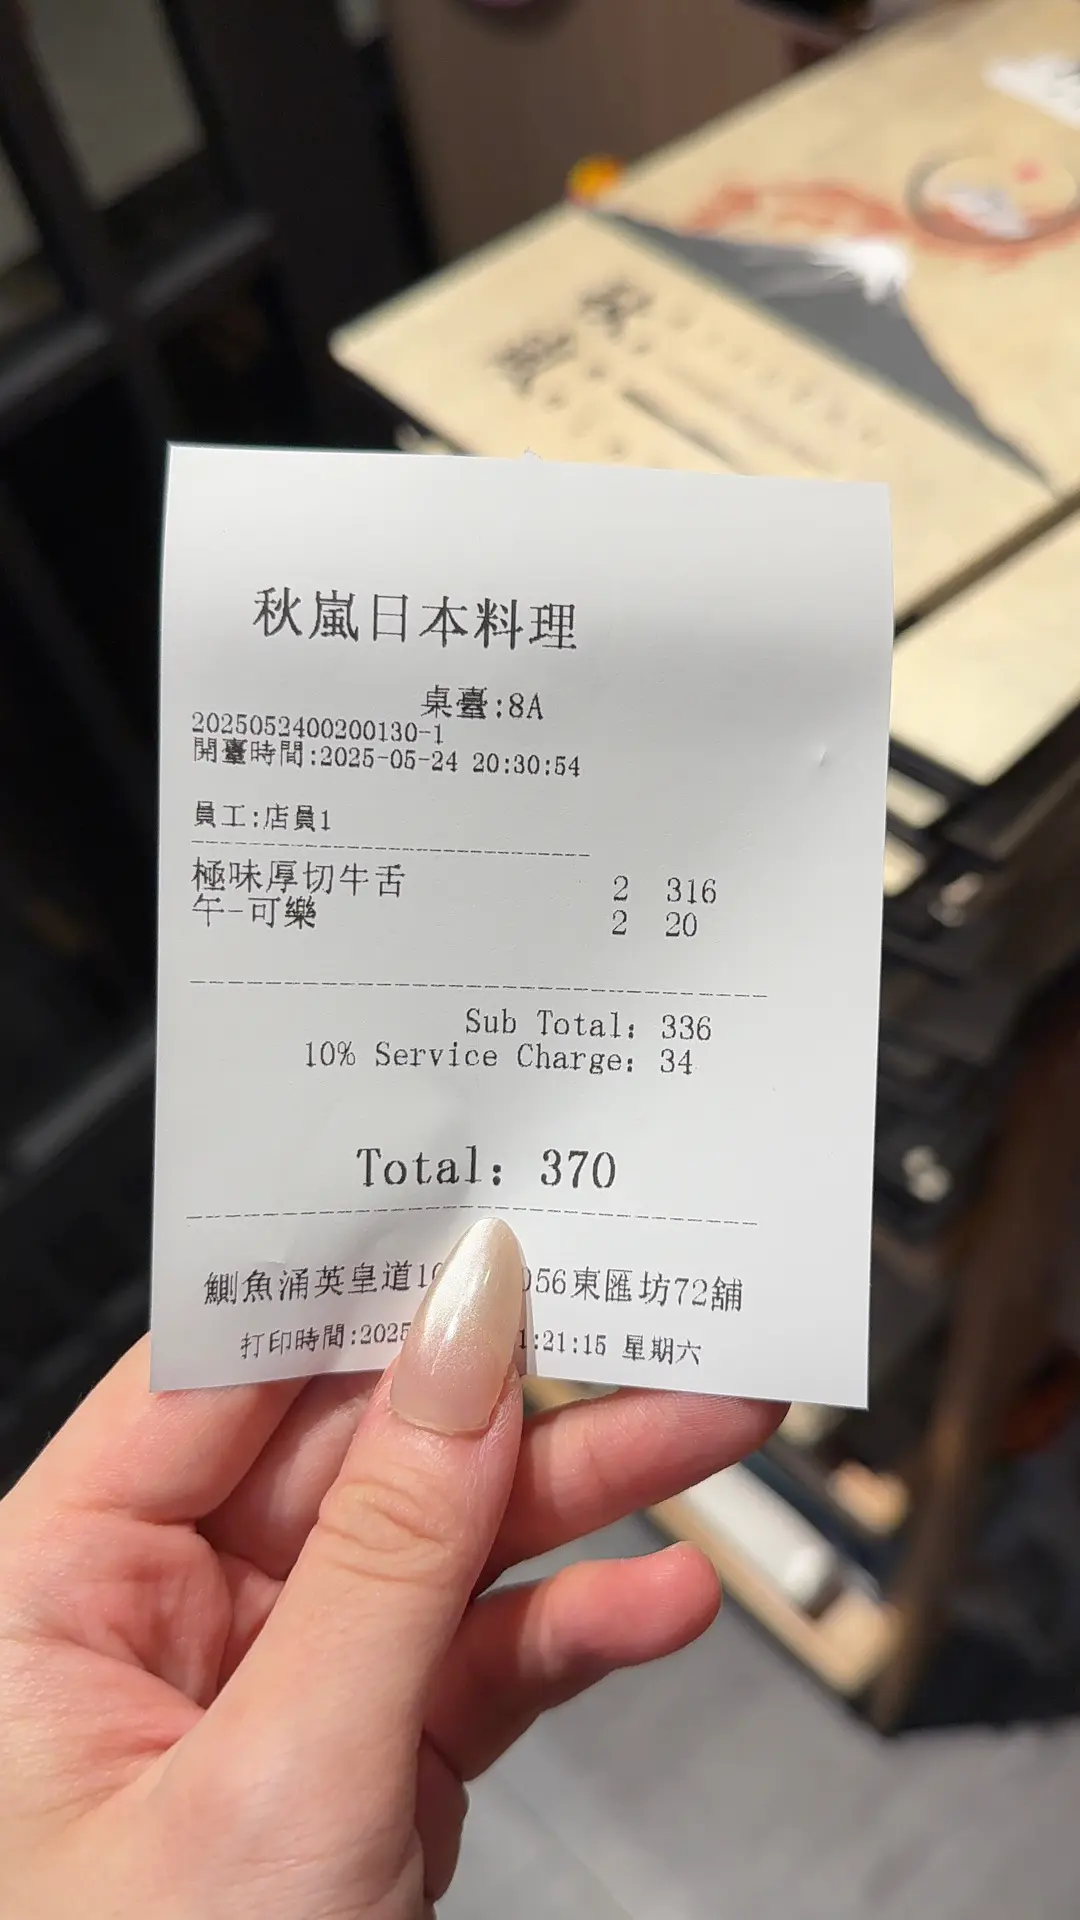 秋嵐日本料理
桌臺:8A
2025052400200130-1
開臺時間:2025-05-24 20:30:54
員工:店員1
極味厚切牛舌 2 316
午-可樂 2 20
Sub Total: 336
10% Service Charge: 34
Total: 370
鰂魚涌英皇道 056東匯坊72舖
打印時間:2025 1:21:15 星期六